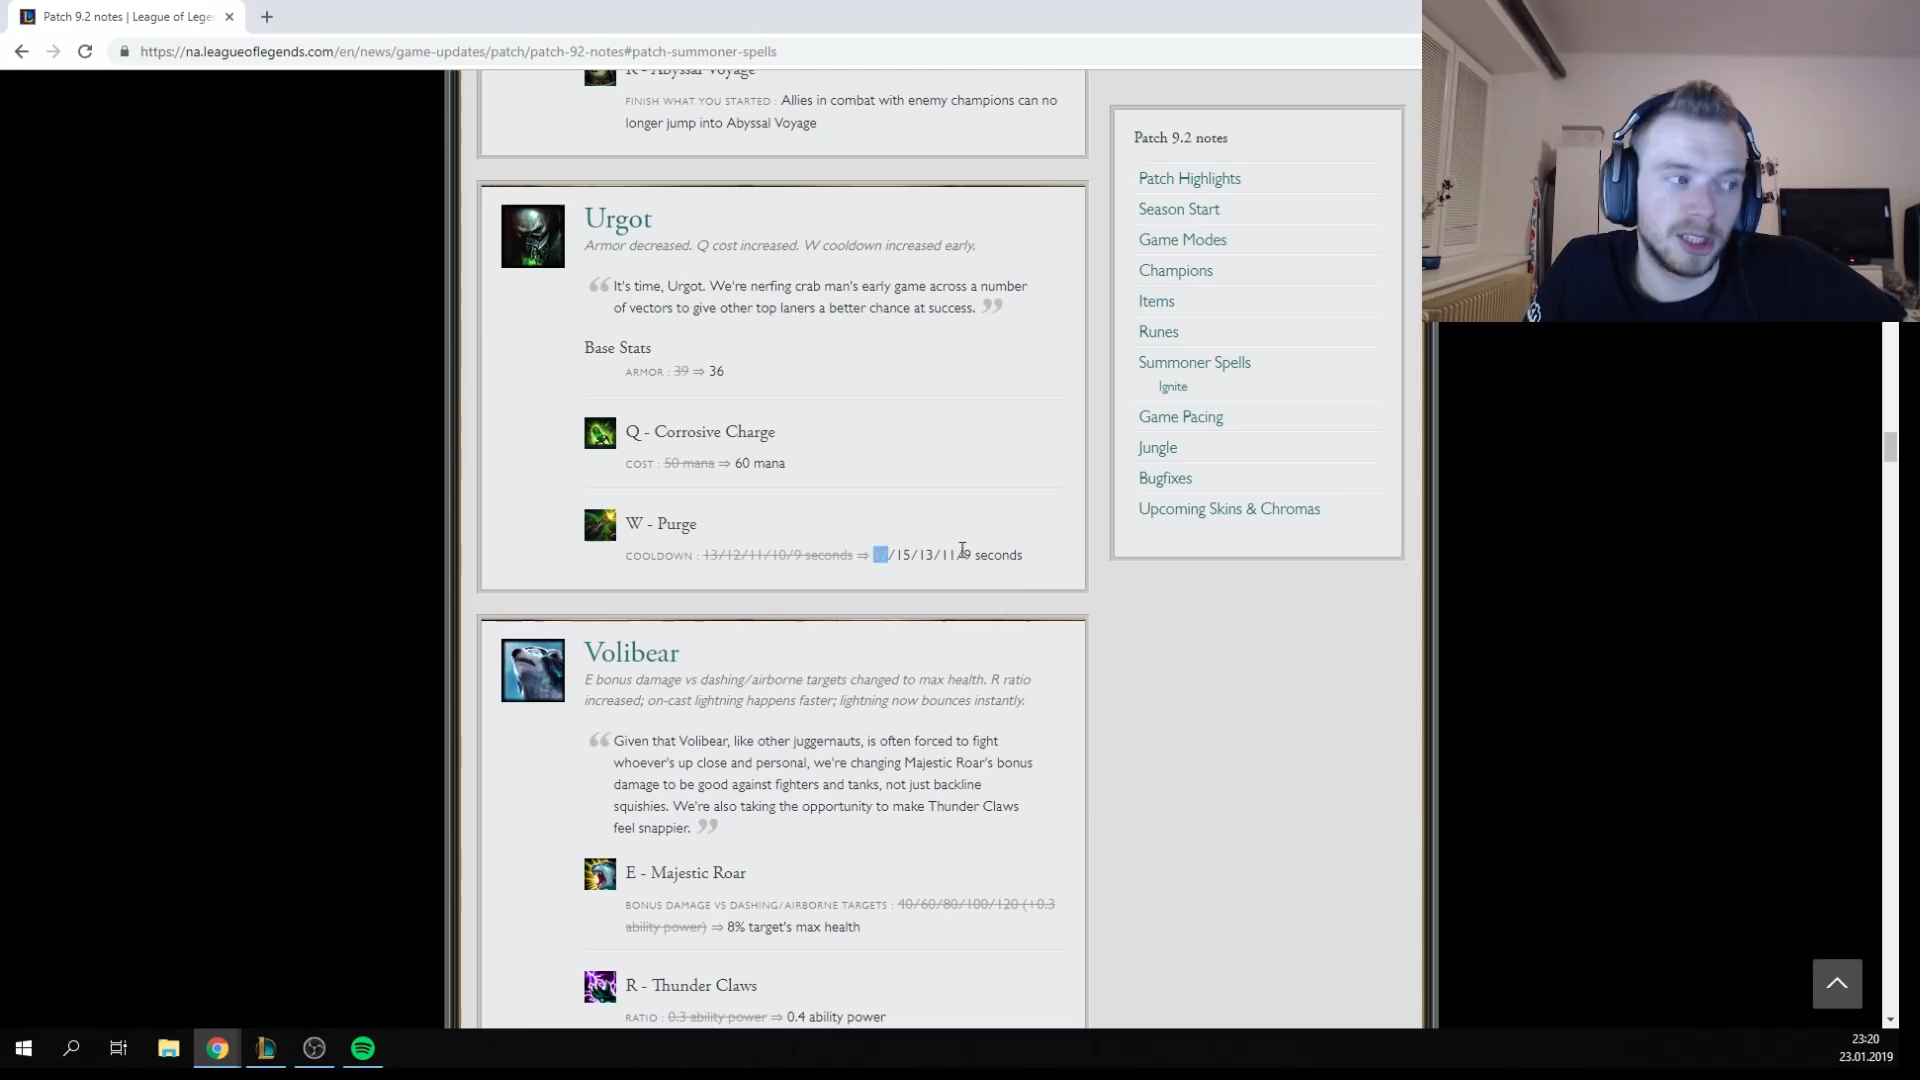 Patch 9.2 notes | League of Lege
https://na.leagueoflegends.com/en/news/game-updates/patch/patch-92-notes#patch-summoner-spells
R - Abyssal Voyage
FINISH WHAT YOU STARTED : Allies in combat with enemy champions can no
longer jump into Abyssal Voyage
Urgot
Armor decreased. Q cost increased. W cooldown increased early.
“ It's time, Urgot. We're nerfing crab man's early game across a number
of vectors to give other top laners a better chance at success. ”
Base Stats
ARMOR : 39 ⇒ 36
Q - Corrosive Charge
COST : 50 mana ⇒ 60 mana
W - Purge
COOLDOWN : 13/12/11/10/9 seconds ⇒ /15/13/11/9 seconds
Volibear
E bonus damage vs dashing/airborne targets changed to max health. R ratio
increased; on-cast lightning happens faster; lightning now bounces instantly.
“ Given that Volibear, like other juggernauts, is often forced to fight
whoever's up close and personal, we're changing Majestic Roar's bonus
damage to be good against fighters and tanks, not just backline
squishies. We're also taking the opportunity to make Thunder Claws
feel snappier. ”
E - Majestic Roar
BONUS DAMAGE VS DASHING/AIRBORNE TARGETS : 40/60/80/100/120 (+0.3
ability power) ⇒ 8% target's max health
R - Thunder Claws
RATIO : 0.3 ability power ⇒ 0.4 ability power
Patch 9.2 notes
Patch Highlights
Season Start
Game Modes
Champions
Items
Runes
Summoner Spells
Ignite
Game Pacing
Jungle
Bugfixes
Upcoming Skins & Chromas
23:20
23.01.2019